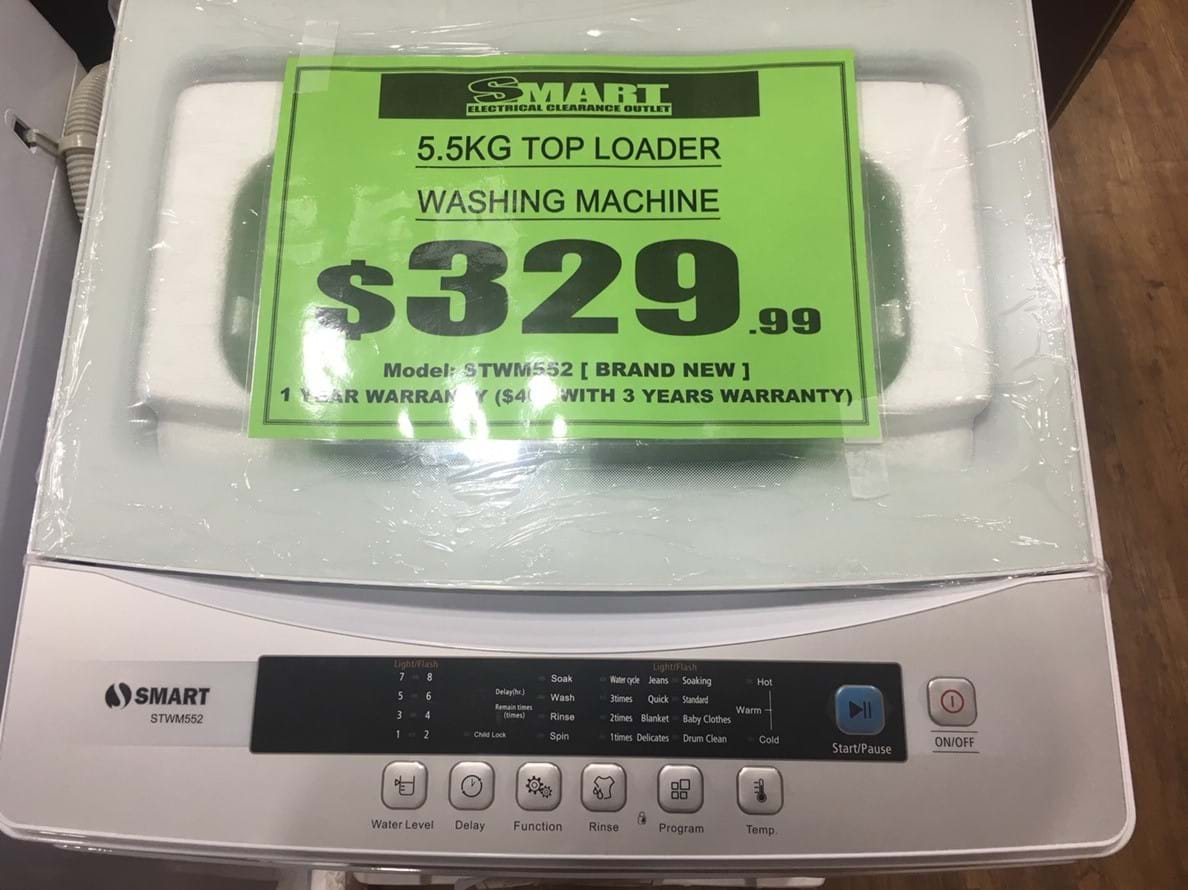 SMART
ELECTRICAL CLEARANCE OUTLET
5.5KG TOP LOADER
WASHING MACHINE
$329.99
Model: STWM552 [ BRAND NEW ]
1 YEAR WARRANTY ( WITH 3 YEARS WARRANTY)
SMART
STWM552
Light/Flash
7 8
5 6
3 4
1 2
Delay(hr.)
Remain times
(times)
Child Lock
Soak
Wash
Rinse
Spin
Light/Flash
Water cycle Jeans Soaking
3times Quick Standard
2times Blanket Baby Clothes
1times Delicates Drum Clean
Hot
Warm
Cold
Start/Pause
ON/OFF
Water Level Delay Function Rinse Program Temp.